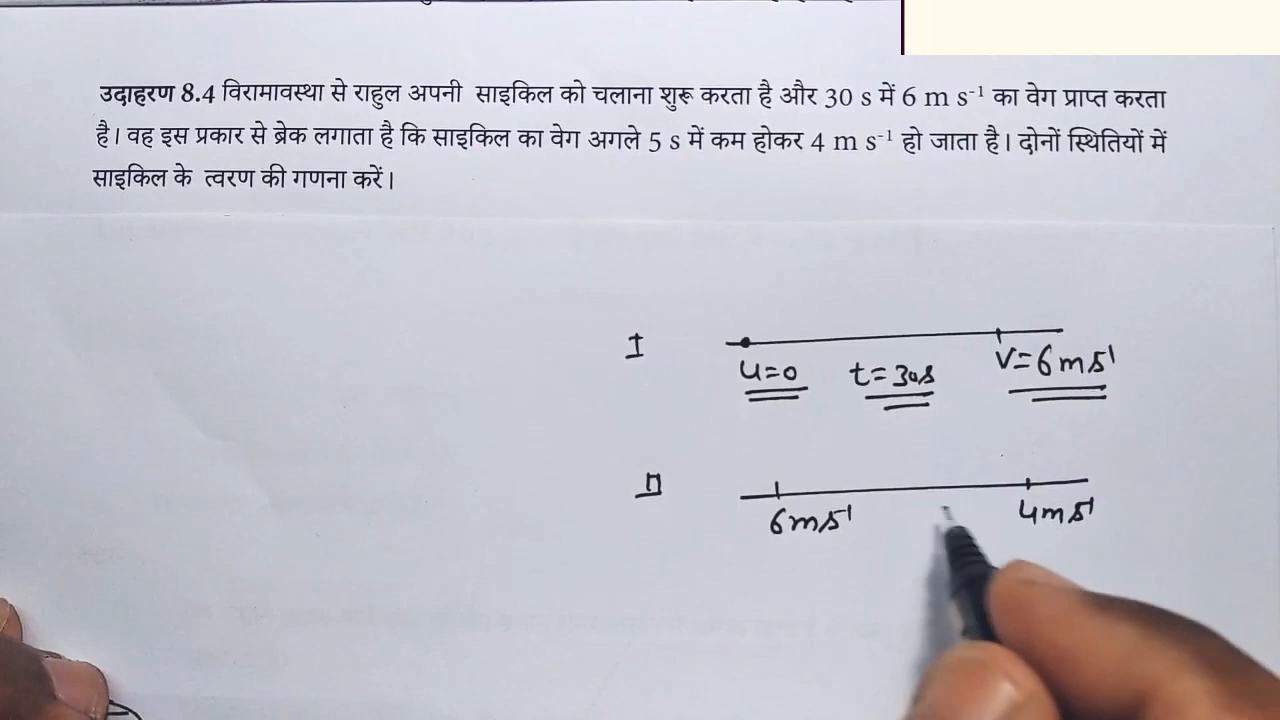 उदाहरण 8.4 विरामावस्था से राहुल अपनी साइकिल को चलाना शुरू करता है और 30 s में 6 m s⁻¹ का वेग प्राप्त करता
है। वह इस प्रकार से ब्रेक लगाता है कि साइकिल का वेग अगले 5 s में कम होकर 4 m s⁻¹ हो जाता है। दोनों स्थितियों में
साइकिल के त्वरण की गणना करें।
I
u=0 t=30s v=6ms⁻¹
II
6ms⁻¹ 4ms⁻¹